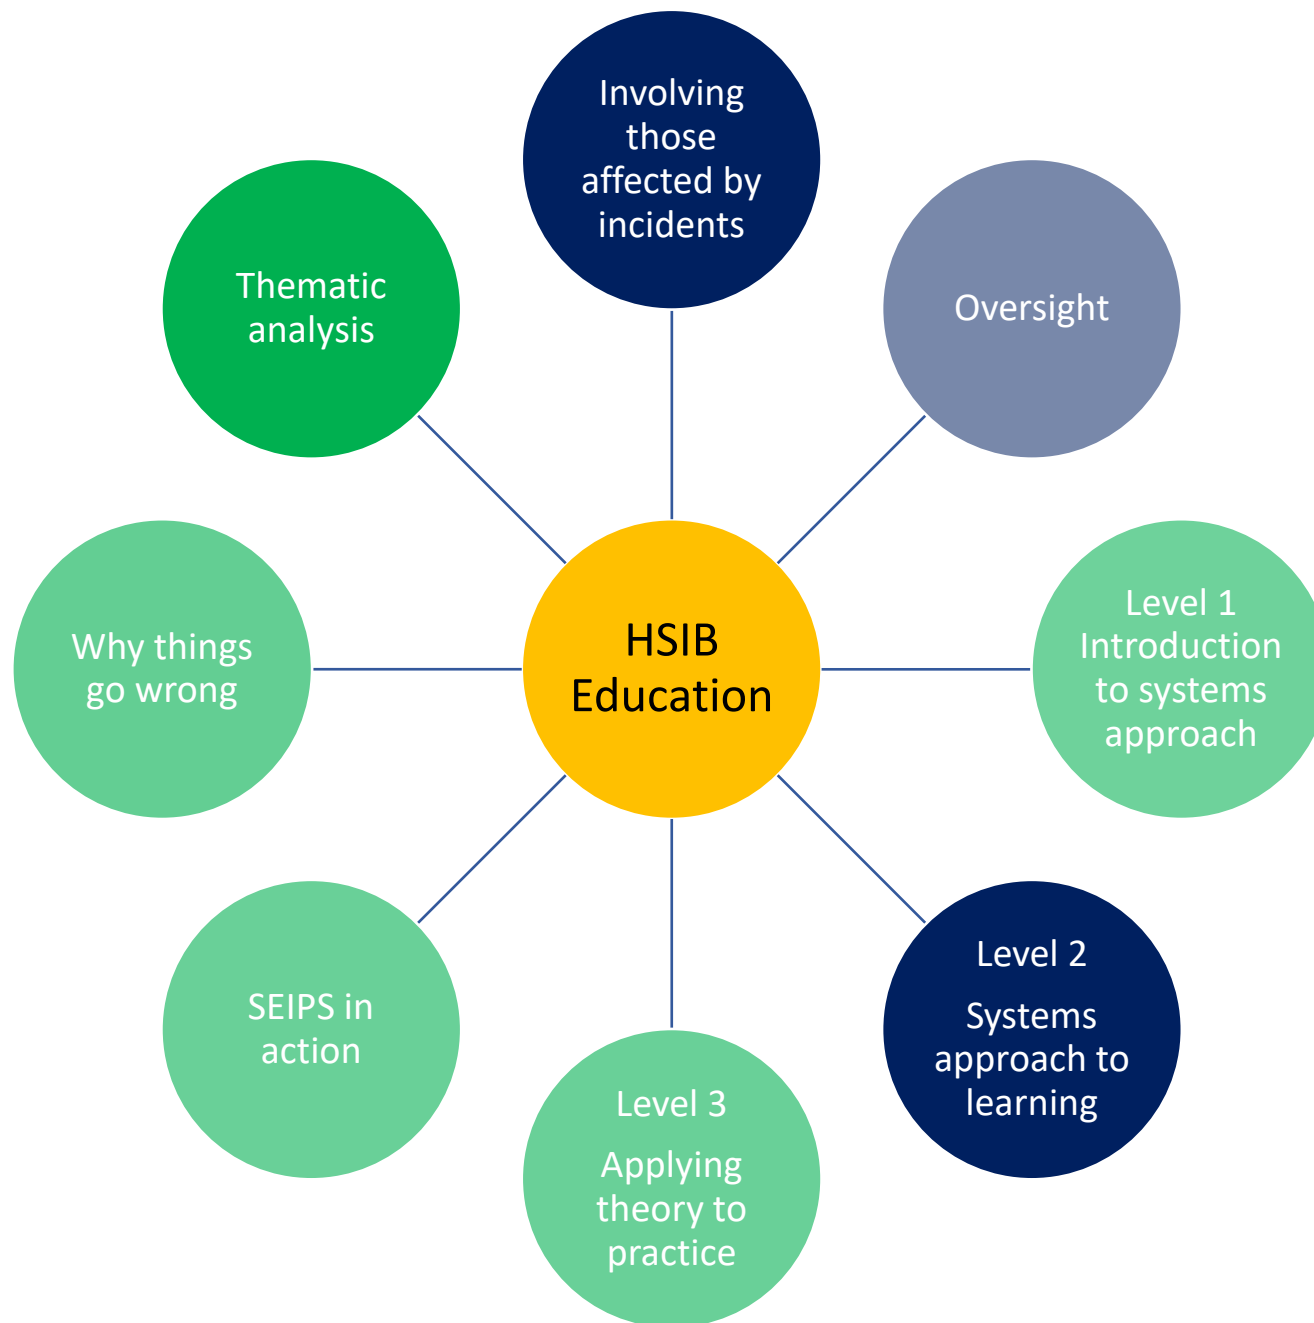 Involving
those
affected by
incidents
Oversight
Level 1
Introduction
to systems
approach
Level 2
Systems
approach to
learning
Level 3
Applying
theory to
practice
SEIPS in
action
Why things
go wrong
Thematic
analysis
HSIB
Education